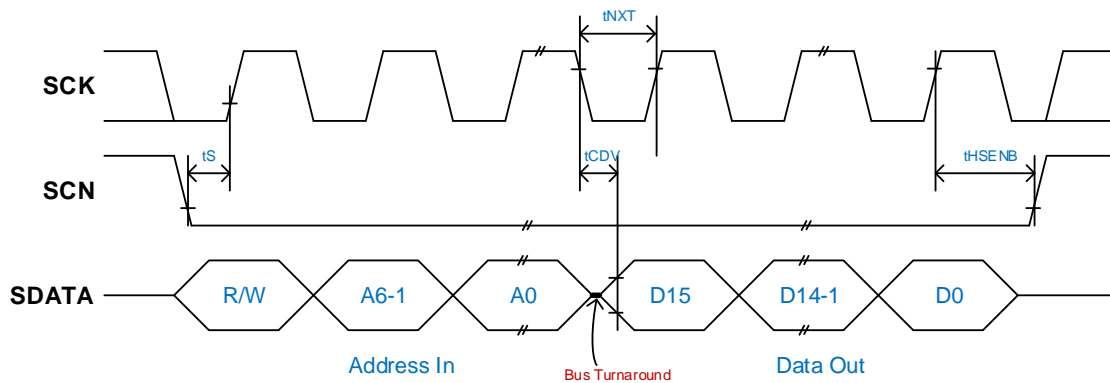 tNXT
SCK
tS
tCDV
tHSENB
SCN
SDATA
R/W
A6-1
A0
D15
D14-1
D0
Address In
Bus Turnaround
Data Out